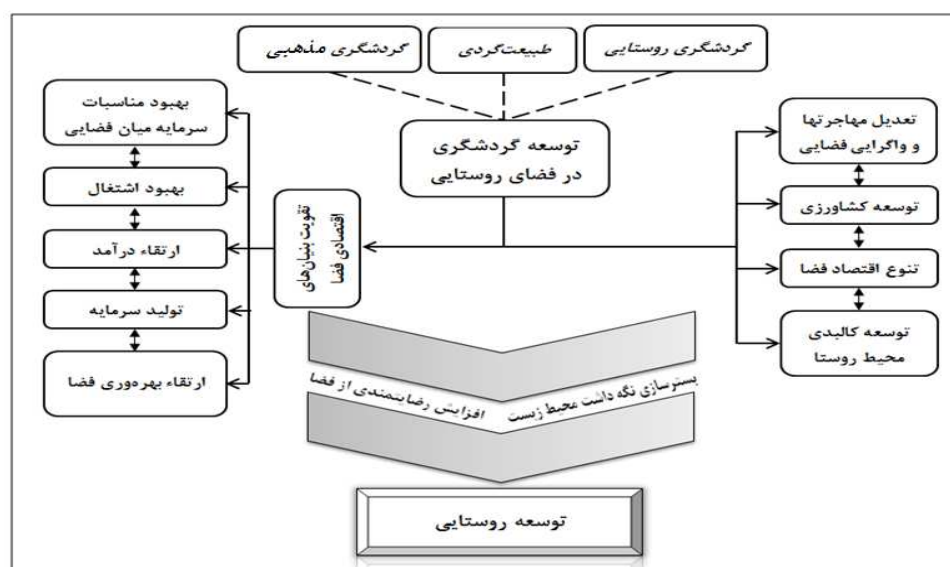 گردشگری روستایی
طبیعت‌گردی
گردشگری مذهبی
توسعه گردشگری
در فضای روستایی
تعدیل مهاجرتها
و واگرایی فضایی
توسعه کشاورزی
تنوع اقتصاد فضا
توسعه کالبدی
محیط روستا
تقویت بنیان‌های
اقتصادی فضا
بهبود مناسبات
سرمایه میان فضایی
بهبود اشتغال
ارتقاء درآمد
تولید سرمایه
ارتقاء بهره‌وری فضا
بسترسازی نگه داشت محیط زیست
افزایش رضایتمندی از فضا
توسعه روستایی